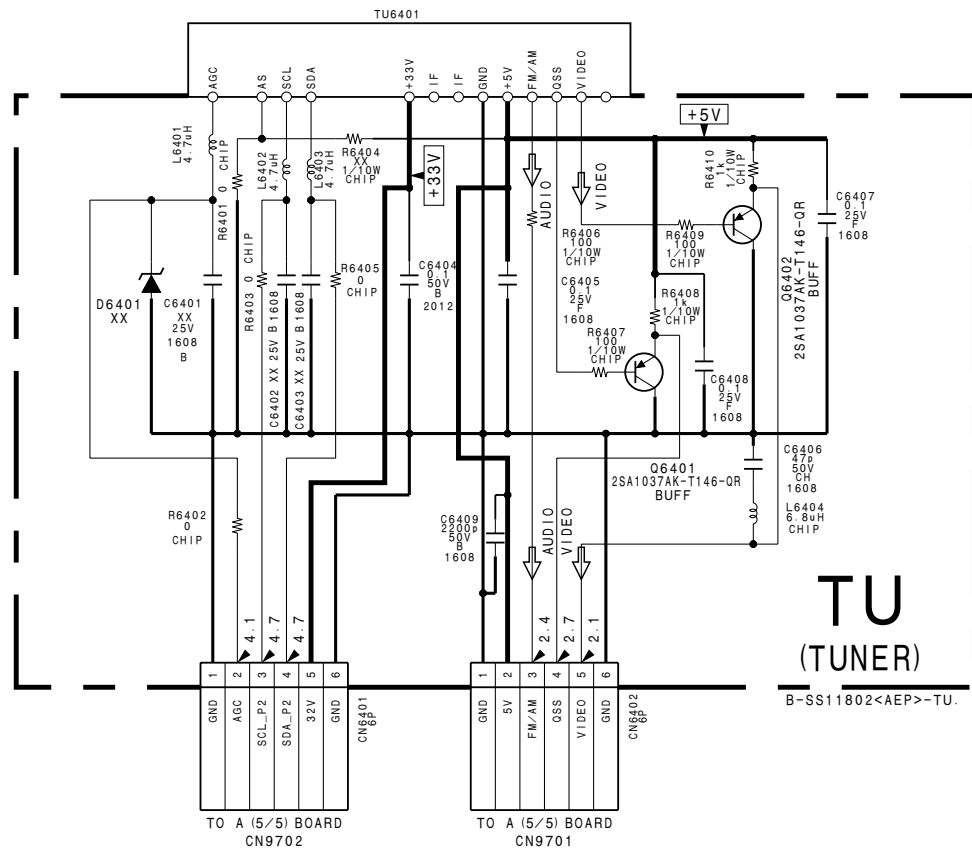 TU6401
AGC
AS
SCL
SDA
+33V
IF
IF
GND
+5V
FM/AM
QSS
VIDEO
+5V
L6401
4.7uH
R6401 0 CHIP
L6402
4.7uH
L6403
4.7uH
R6404
XX
1/10W
CHIP
+33V
AUDIO
VIDEO
R6410
1k
1/10W
CHIP
C6407
0.1
25V
F
1608
R6406
100
1/10W
CHIP
R6409
100
1/10W
CHIP
Q6402
2SA1037AK-T146-QR
BUFF
D6401
XX
C6401
XX
25V
1608
B
R6403 0 CHIP
C6402 XX 25V B 1608
C6403 XX 25V B 1608
R6405
0
CHIP
C6404
0.1
50V
B
2012
C6405
0.1
25V
F
1608
R6408
1k
1/10W
CHIP
R6407
100
1/10W
CHIP
C6408
0.1
25V
F
1608
Q6401
2SA1037AK-T146-QR
BUFF
C6406
47p
50V
CH
1608
L6404
6.8uH
CHIP
R6402
0
CHIP
C6409
2200p
50V
B
1608
AUDIO
VIDEO
4.1
4.7
4.7
2.4
2.7
2.1
TU
(TUNER)
B-SS11802<AEP>-TU.
1 2 3 4 5 6
GND
AGC
SCL_P2
SDA_P2
32V
GND
CN6401
6P
1 2 3 4 5 6
GND
5V
FM/AM
QSS
VIDEO
GND
CN6402
6P
TO A (5/5) BOARD
CN9702
TO A (5/5) BOARD
CN9701